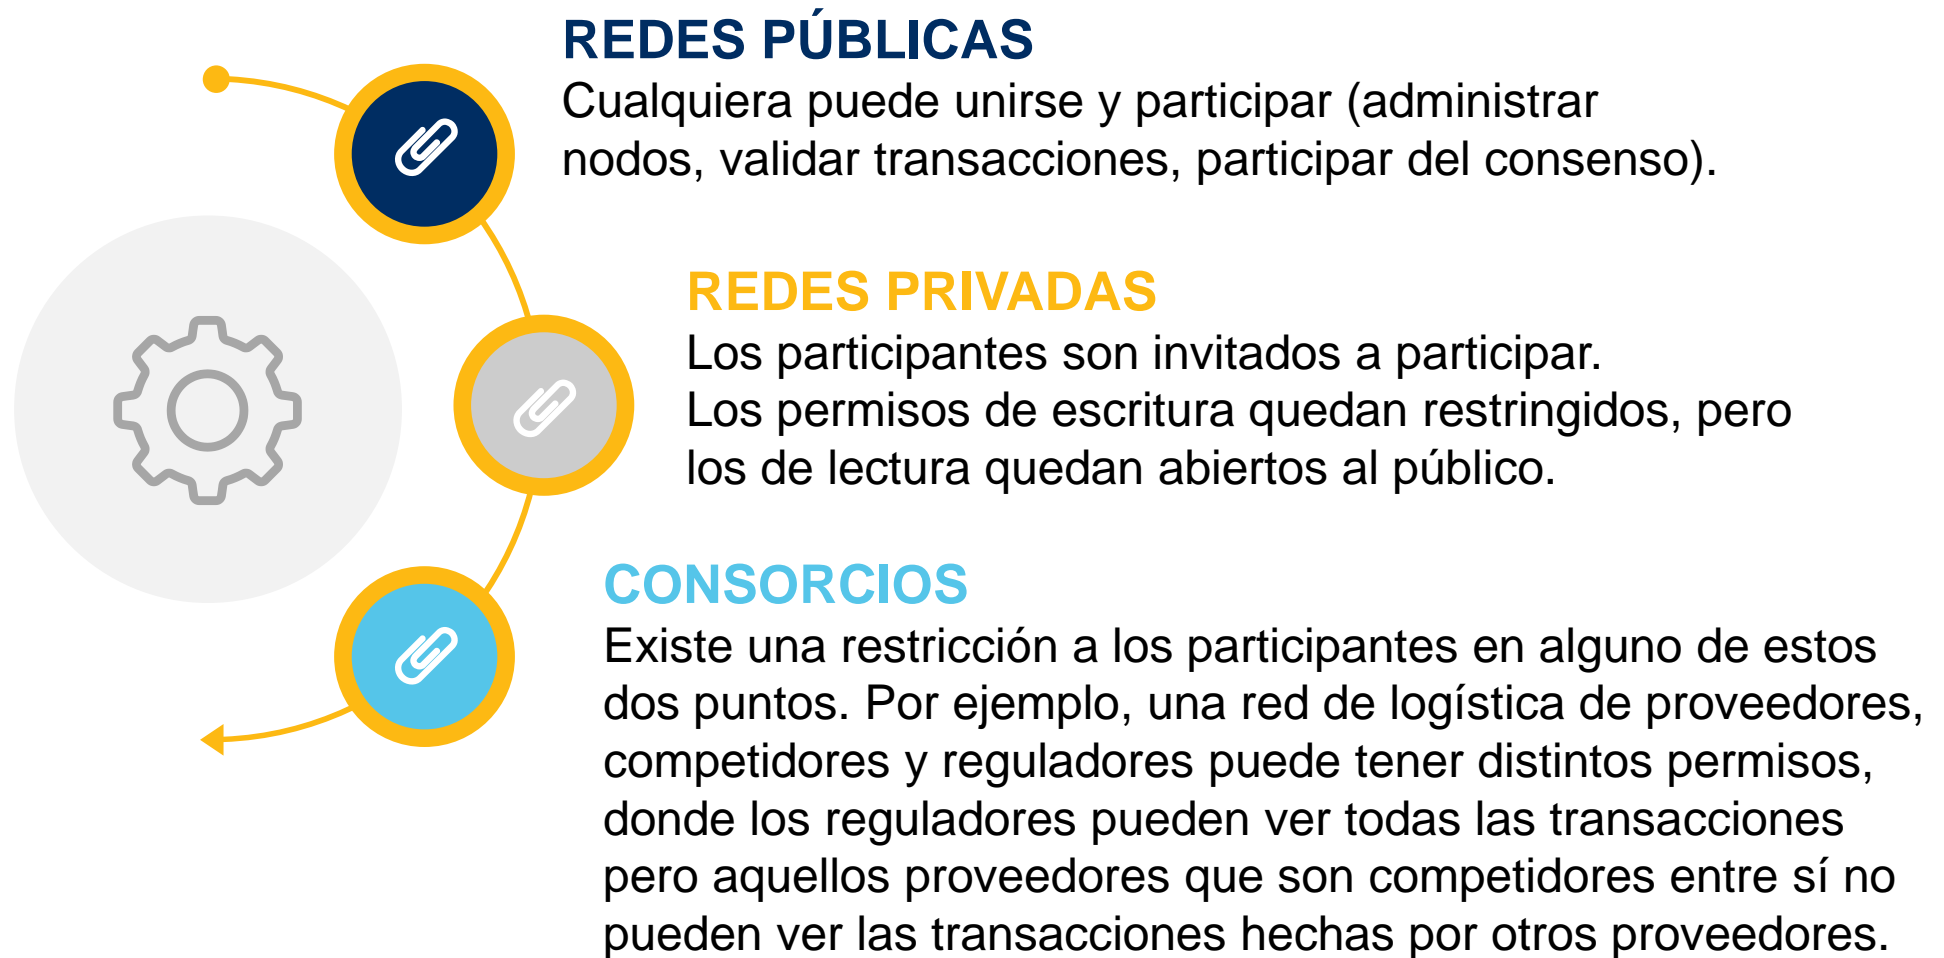 REDES PÚBLICAS
Cualquiera puede unirse y participar (administrar
nodos, validar transacciones, participar del consenso).
REDES PRIVADAS
Los participantes son invitados a participar.
Los permisos de escritura quedan restringidos, pero
los de lectura quedan abiertos al público.
CONSORCIOS
Existe una restricción a los participantes en alguno de estos
dos puntos. Por ejemplo, una red de logística de proveedores,
competidores y reguladores puede tener distintos permisos,
donde los reguladores pueden ver todas las transacciones
pero aquellos proveedores que son competidores entre sí no
pueden ver las transacciones hechas por otros proveedores.